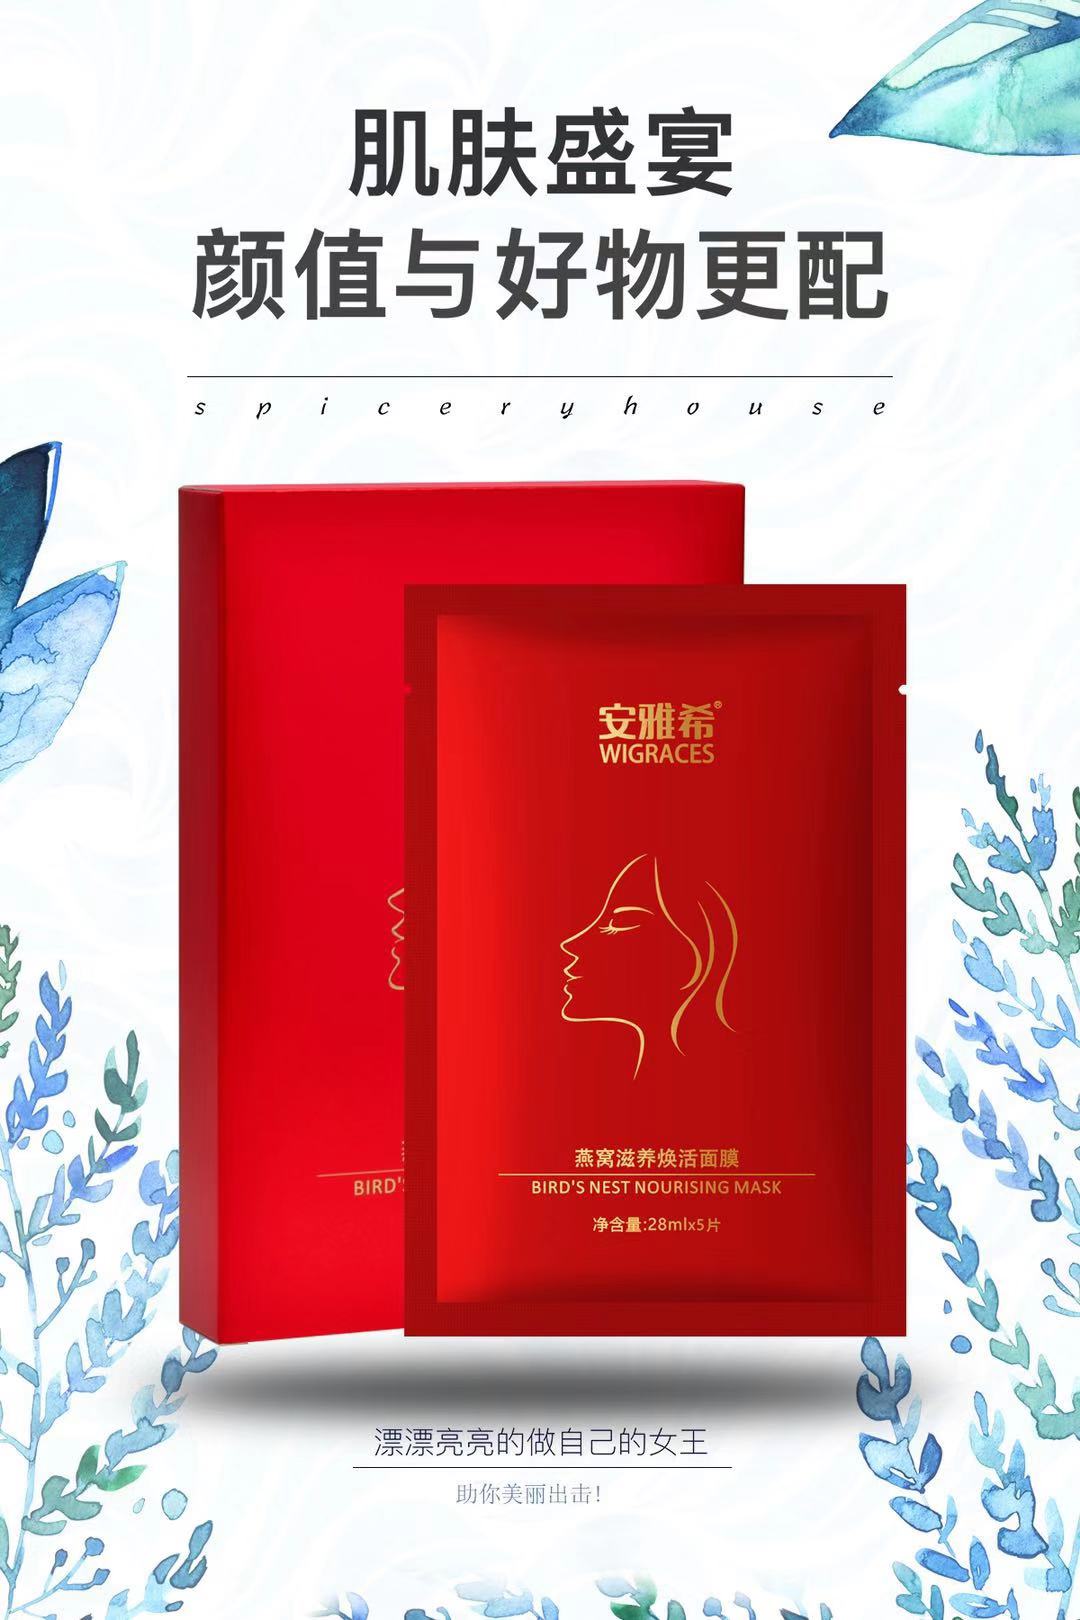 肌肤盛宴
颜值与好物更配
spiceryhouse
安雅希®
WIGRACES
燕窝滋养焕活面膜
BIRD'S NEST NOURISING MASK
净含量:28mlx5片
BIRD'S
漂漂亮亮的做自己的女王
助你美丽出击!